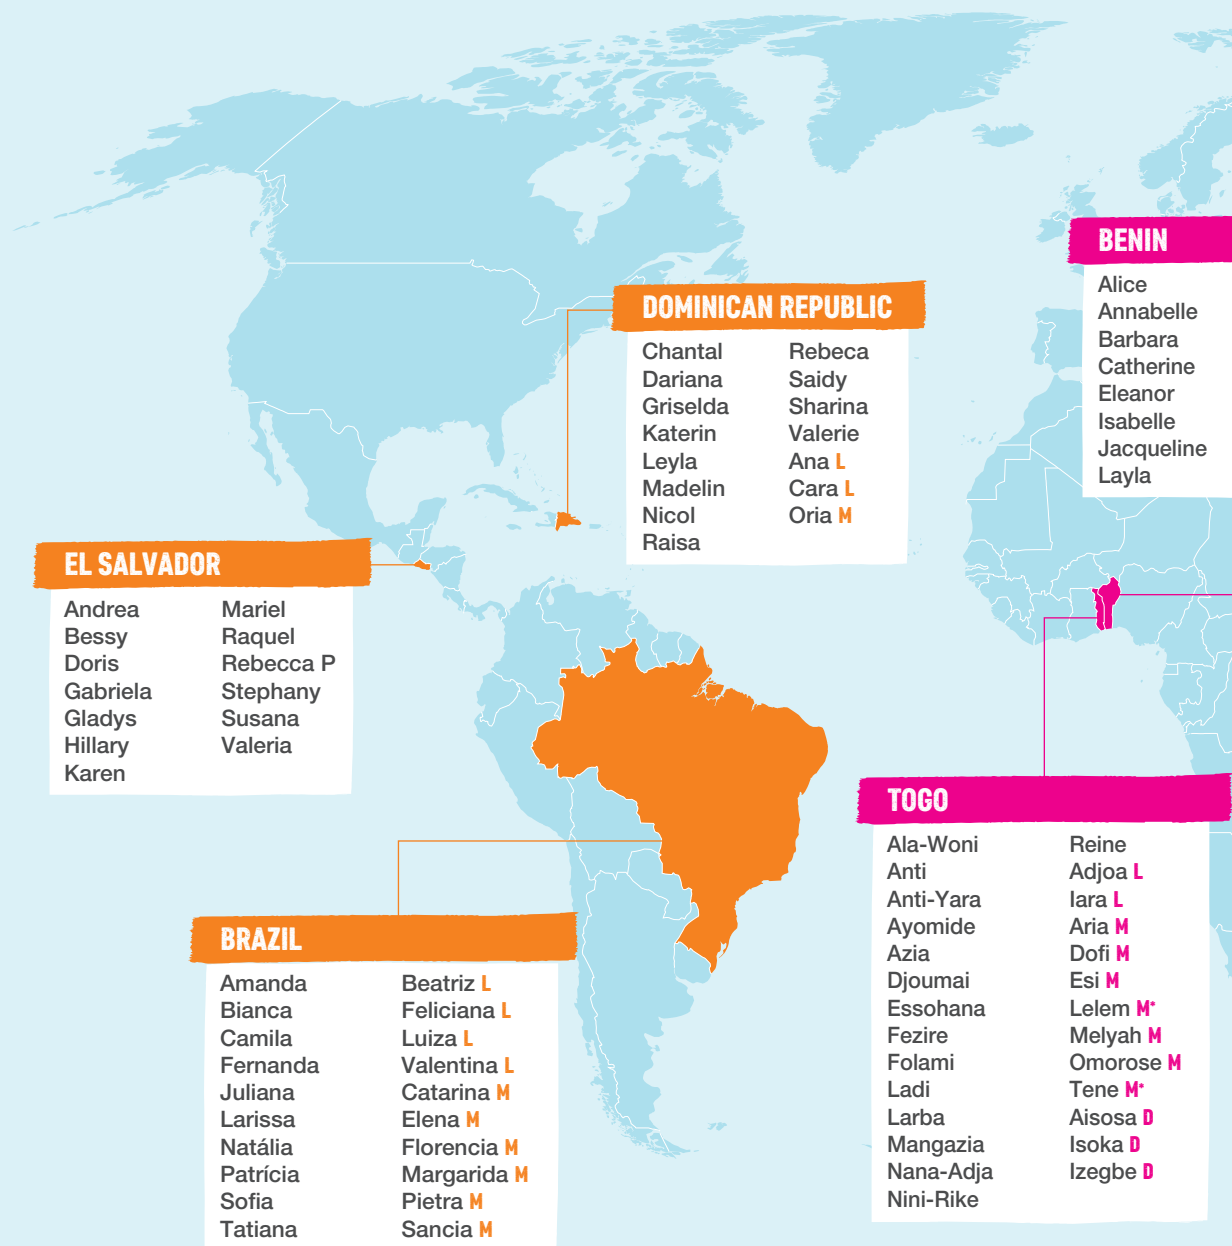 BENIN
Alice
Annabelle
Barbara
Catherine
Eleanor
Isabelle
Jacqueline
Layla
DOMINICAN REPUBLIC
Chantal
Dariana
Griselda
Katerin
Leyla
Madelin
Nicol
Raisa
Rebeca
Saidy
Sharina
Valerie
Ana L
Cara L
Oria M
EL SALVADOR
Andrea
Bessy
Doris
Gabriela
Gladys
Hillary
Karen
Mariel
Raquel
Rebecca P
Stephany
Susana
Valeria
TOGO
Ala-Woni
Anti
Anti-Yara
Ayomide
Azia
Djoumai
Essohana
Fezire
Folami
Ladi
Larba
Mangazia
Nana-Adja
Nini-Rike
Reine
Adjoa L
Iara L
Aria M
Dofi M
Esi M
Lelem M*
Melyah M
Omorose M
Tene M*
Aisosa D
Isoka D
Izegbe D
BRAZIL
Amanda
Bianca
Camila
Fernanda
Juliana
Larissa
Natália
Patrícia
Sofia
Tatiana
Beatriz L
Feliciana L
Luiza L
Valentina L
Catarina M
Elena M
Florencia M
Margarida M
Pietra M
Sancia M